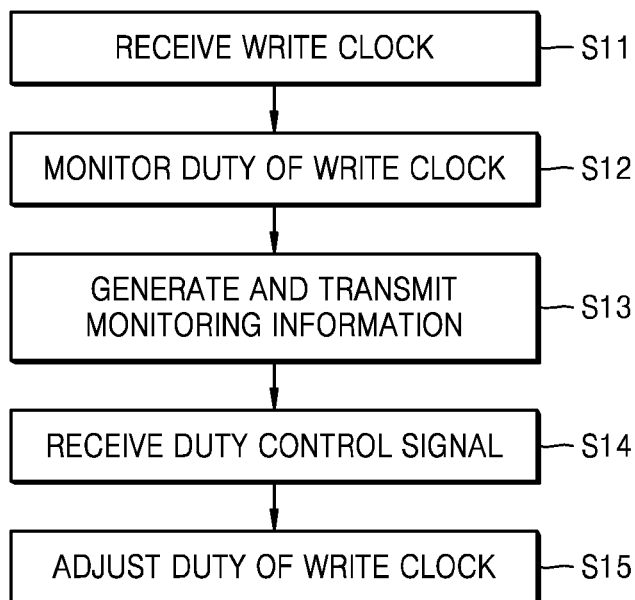 RECEIVE WRITE CLOCK S11
MONITOR DUTY OF WRITE CLOCK S12
GENERATE AND TRANSMIT
MONITORING INFORMATION S13
RECEIVE DUTY CONTROL SIGNAL S14
ADJUST DUTY OF WRITE CLOCK S15